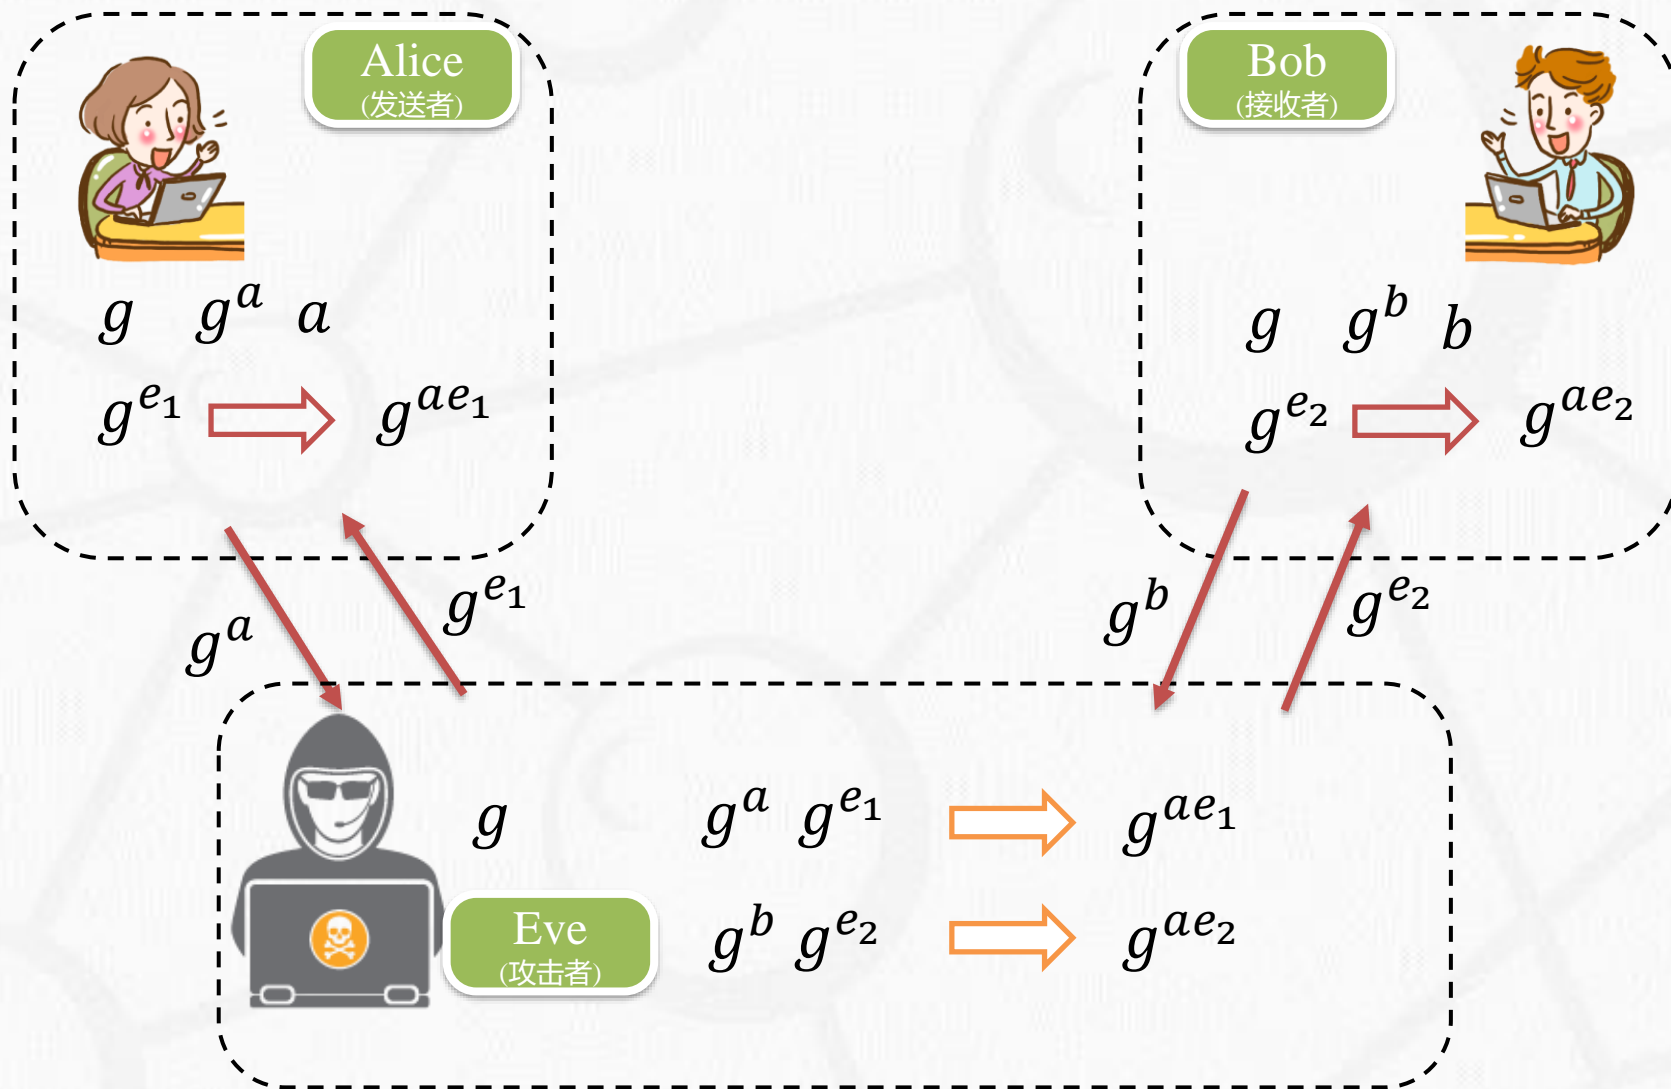 Alice
(发送者)
Bob
(接收者)
g g^a a
g^{e_1} g^{ae_1}
g g^b b
g^{e_2} g^{ae_2}
g^a
g^{e_1}
g^b
g^{e_2}
g g^a g^{e_1} g^{ae_1}
Eve
(攻击者)
g^b g^{e_2} g^{ae_2}